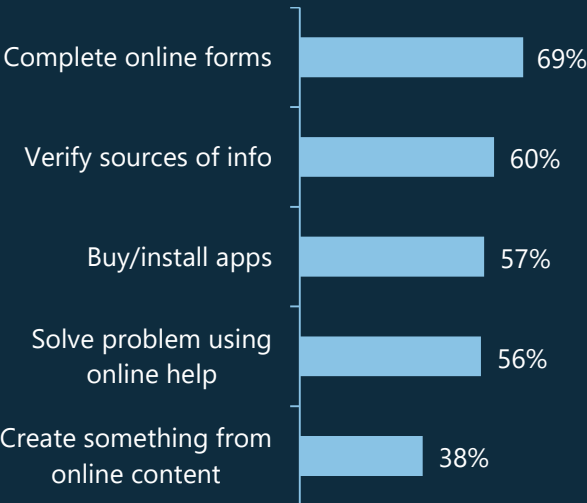 Complete online forms
69%
Verify sources of info
60%
Buy/install apps
57%
Solve problem using
online help
56%
Create something from
online content
38%